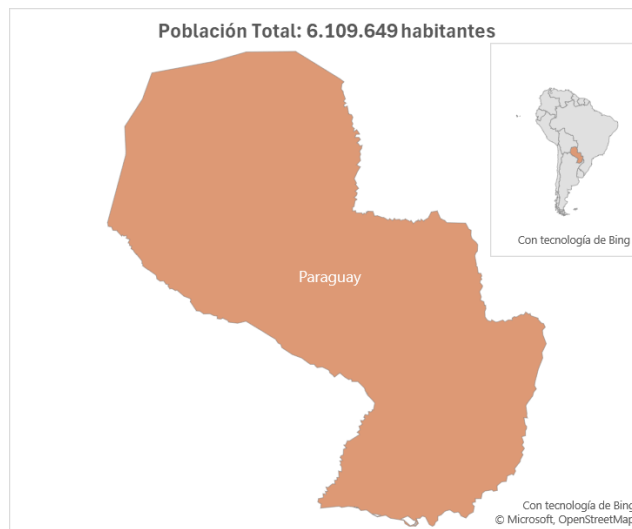 Población Total: 6.109.649 habitantes
Con tecnología de Bing
Paraguay
Con tecnología de Bing
© Microsoft, OpenStreetMap